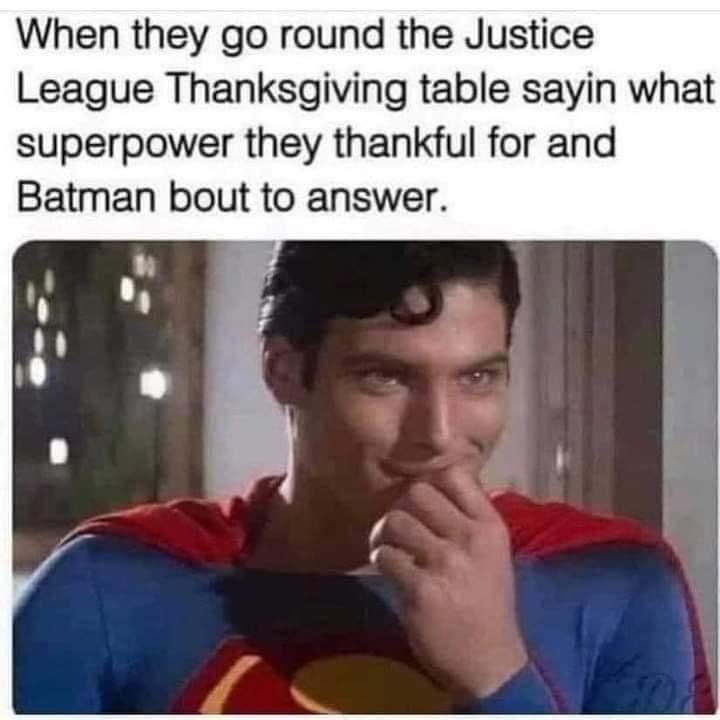 When they go round the Justice
League Thanksgiving table sayin what
superpower they thankful for and
Batman bout to answer.